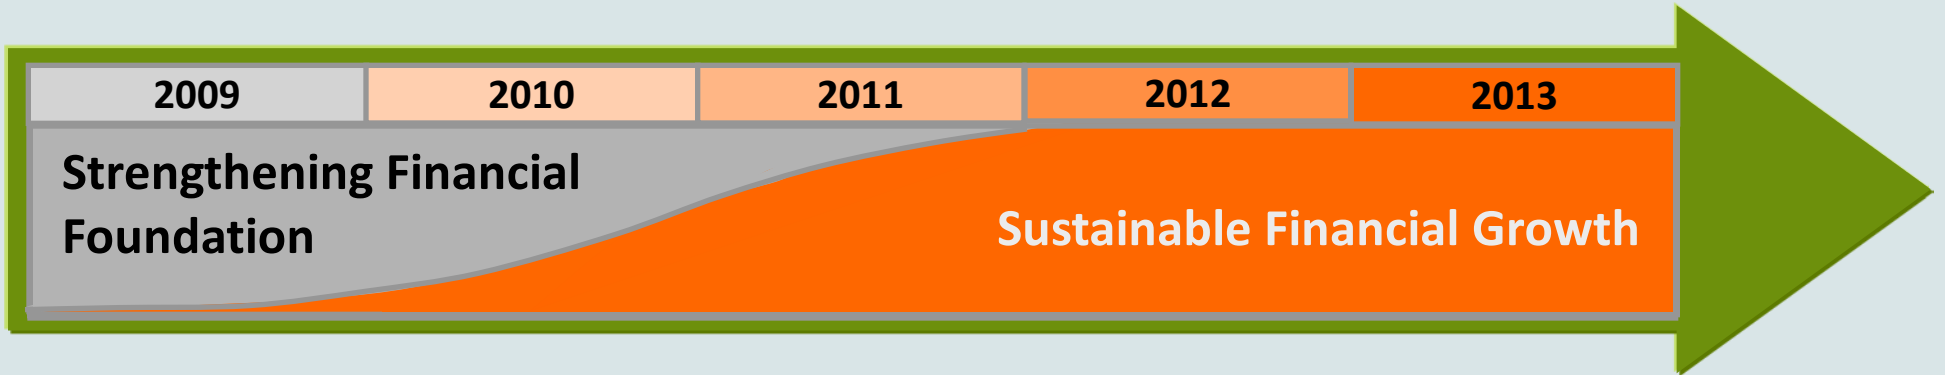 2009 2010 2011 2012 2013
Strengthening Financial
Foundation
Sustainable Financial Growth